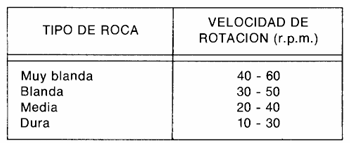 TIPO DE ROCA
VELOCIDAD DE
ROTACION (r.p.m.)
Muy blanda 40 - 60
Blanda 30 - 50
Media 20 - 40
Dura 10 - 30